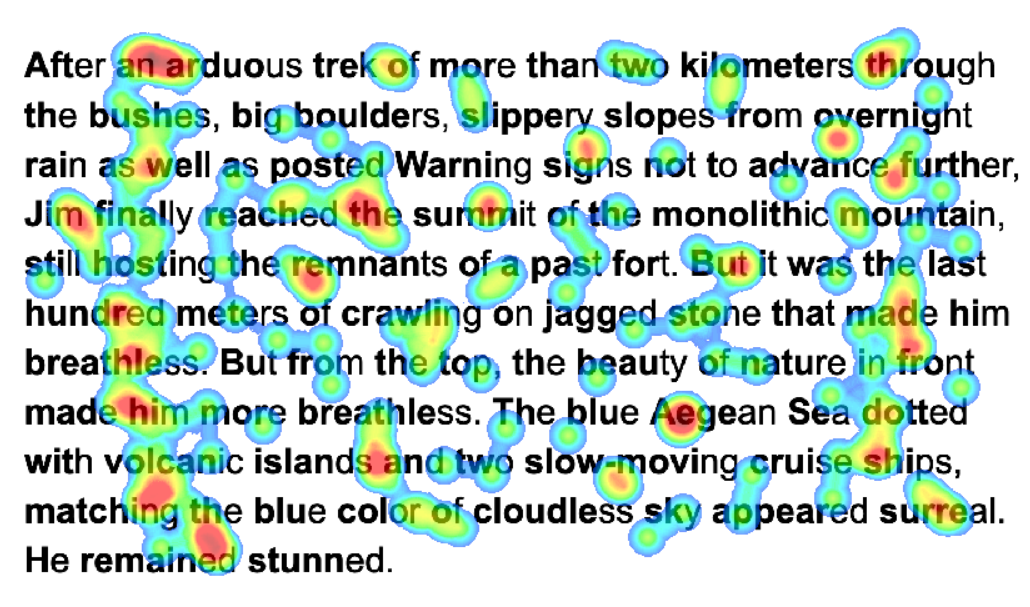 After an arduous trek of more than two kilometers through
the bushes, big boulders, slippery slopes from overnight
rain as well as posted Warning signs not to advance further,
Jim finally reached the summit of the monolithic mountain,
still hosting the remnants of a past fort. But it was the last
hundred meters of crawling on jagged stone that made him
breathless. But from the top, the beauty of nature in front
made him more breathless. The blue Aegean Sea dotted
with volcanic islands and two slow-moving cruise ships,
matching the blue color of cloudless sky appeared surreal.
He remained stunned.